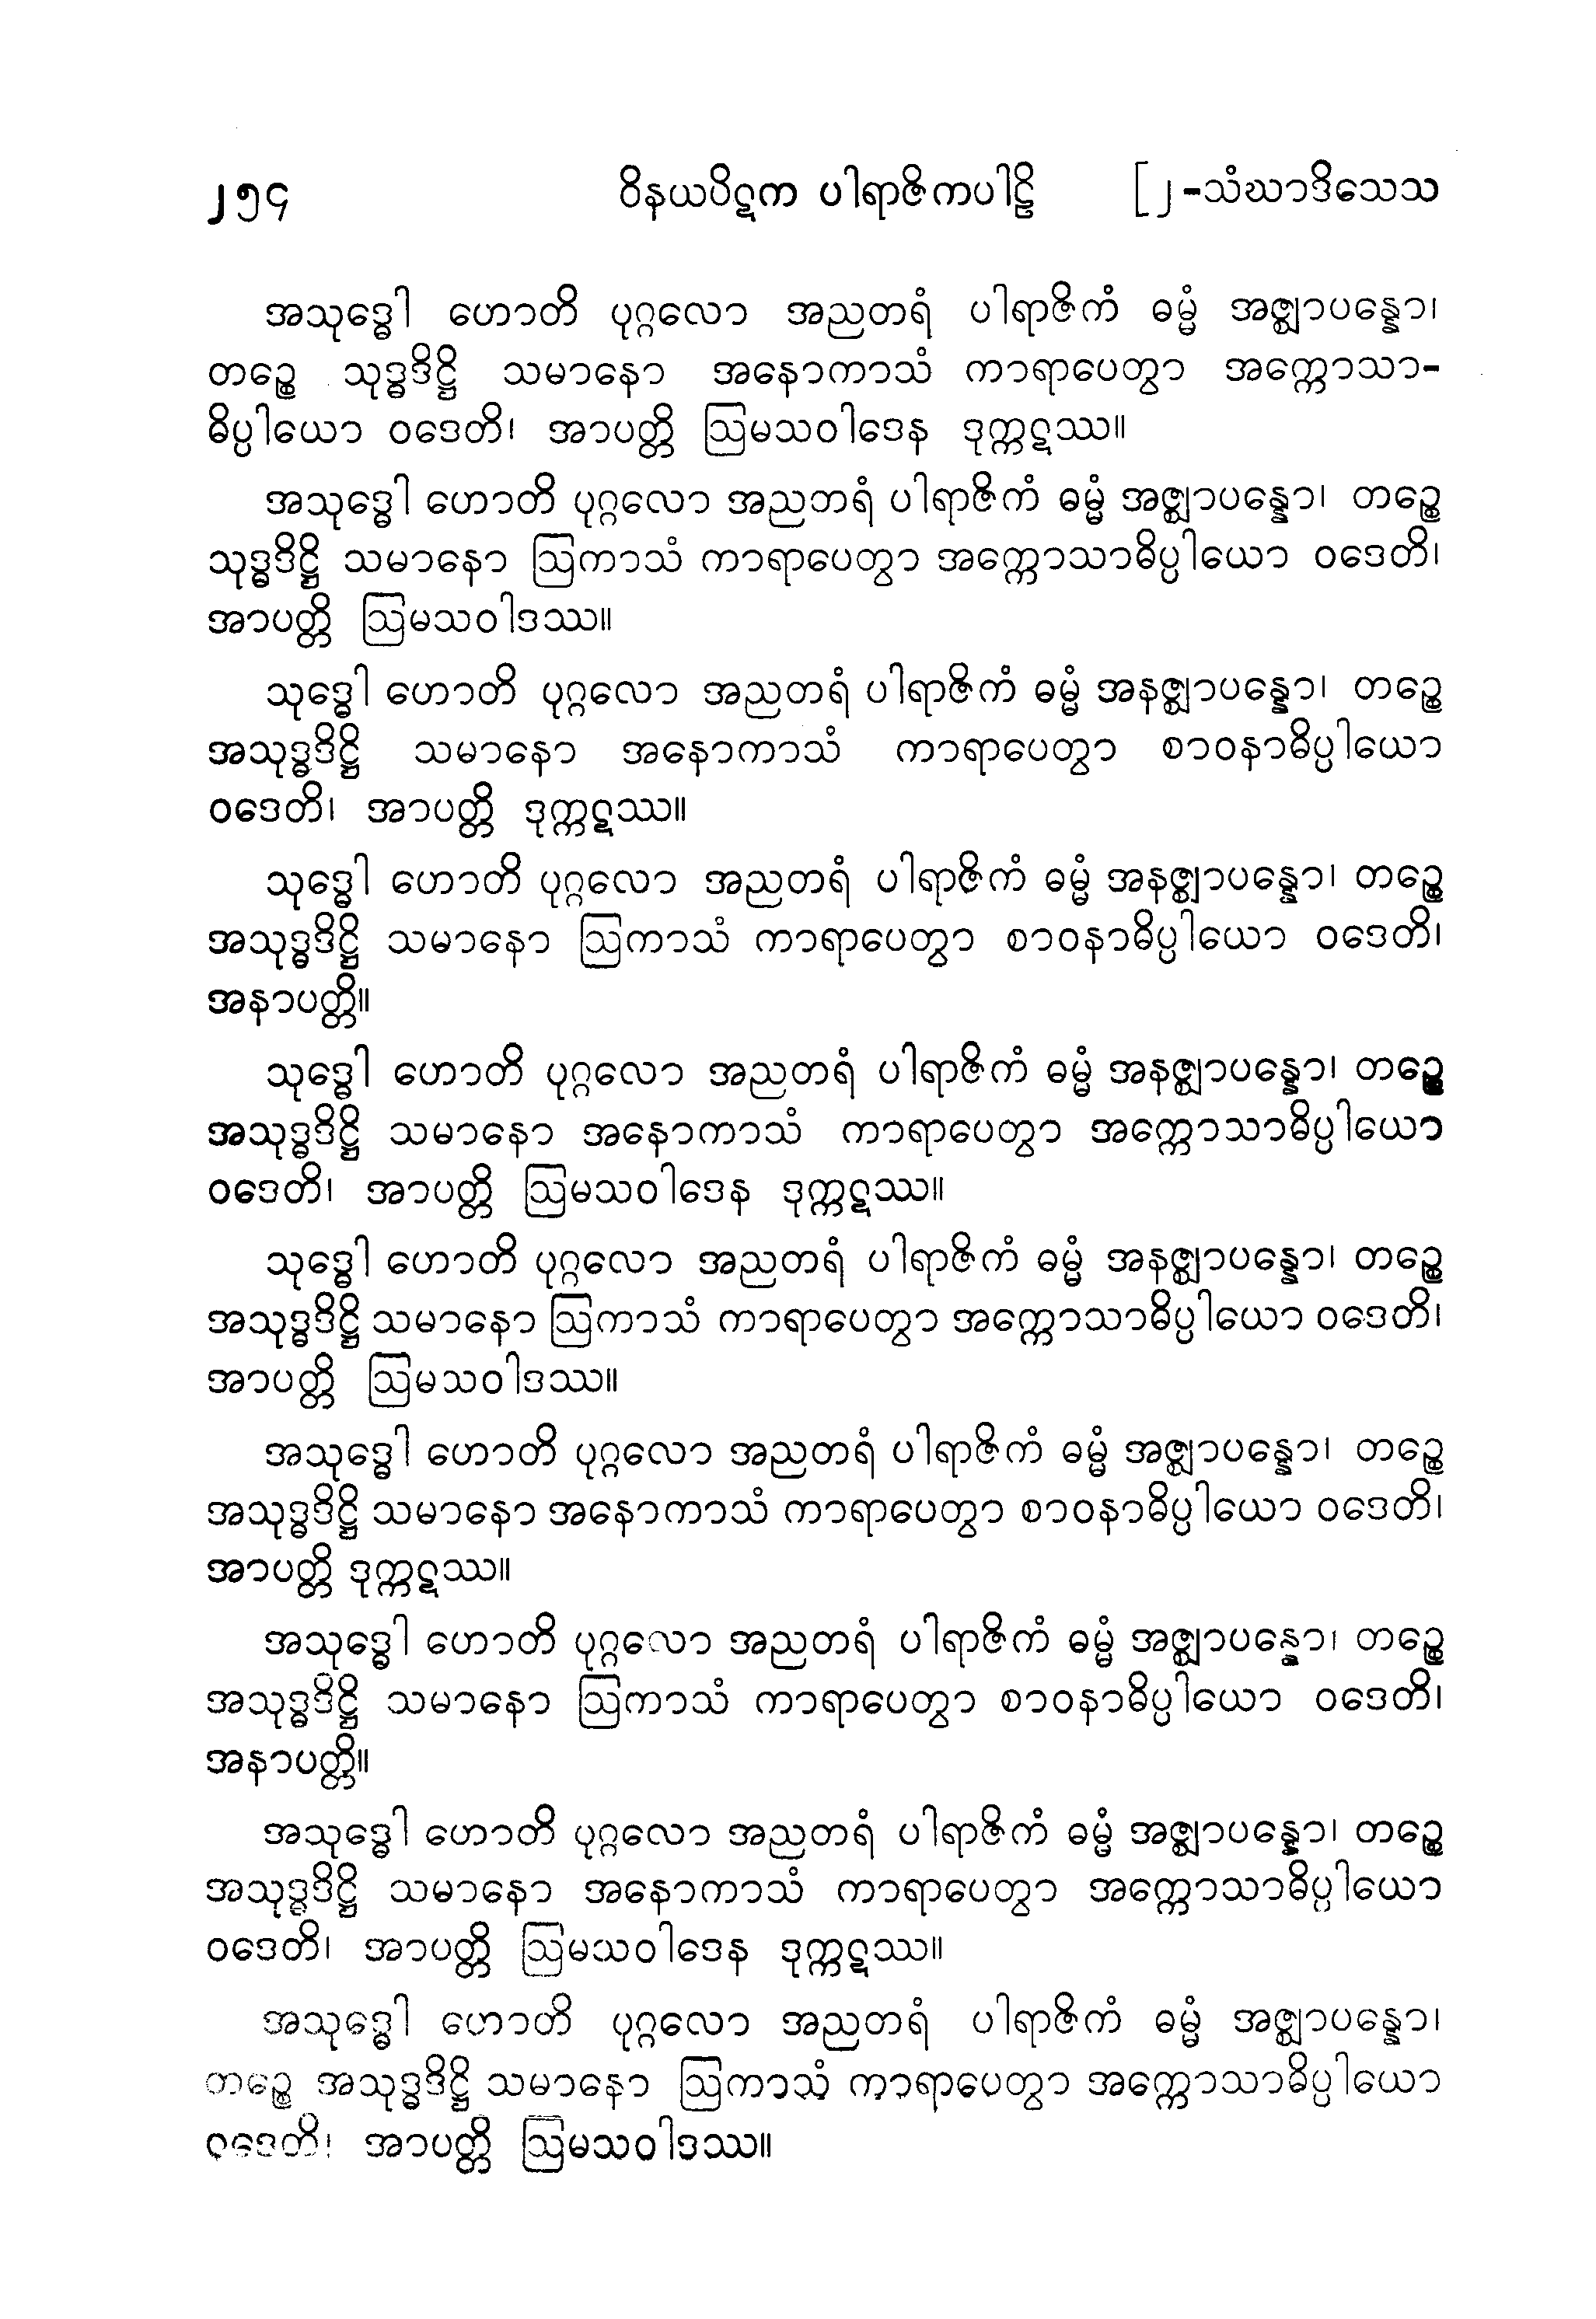 ၂၅၄ ဝိနယပိဋက ပါရာဇိကပါဠိ [၂-သံဃာဒိသေသ
အသုဒ္ဓေါ ဟောတိ ပုဂ္ဂလော အညတရံ ပါရာဇိကံ ဓမ္မံ အဇ္ဈာပန္နော၊
တဉ္စေ သုဒ္ဓဒိဋ္ဌိ သမာနော အနောကာသံ ကာရာပေတွာ အက္ကောသာ-
ဓိပ္ပါယော ဝဒေတိ၊ အာပတ္တိ ဩမသဝါဒေန ဒုက္ကဋဿ။
အသုဒ္ဓေါ ဟောတိ ပုဂ္ဂလော အညတရံ ပါရာဇိကံ ဓမ္မံ အဇ္ဈာပန္နော၊ တဉ္စေ
သုဒ္ဓဒိဋ္ဌိ သမာနော ဩကာသံ ကာရာပေတွာ အက္ကောသာဓိပ္ပါယော ဝဒေတိ၊
အာပတ္တိ ဩမသဝါဒဿ။
သုဒ္ဓေါ ဟောတိ ပုဂ္ဂလော အညတရံ ပါရာဇိကံ ဓမ္မံ အနဇ္ဈာပန္နော၊ တဉ္စေ
အသုဒ္ဓဒိဋ္ဌိ သမာနော အနောကာသံ ကာရာပေတွာ စာဝနာဓိပ္ပါယော
ဝဒေတိ၊ အာပတ္တိ ဒုက္ကဋဿ။
သုဒ္ဓေါ ဟောတိ ပုဂ္ဂလော အညတရံ ပါရာဇိကံ ဓမ္မံ အနဇ္ဈာပန္နော၊ တဉ္စေ
အသုဒ္ဓဒိဋ္ဌိ သမာနော ဩကာသံ ကာရာပေတွာ စာဝနာဓိပ္ပါယော ဝဒေတိ၊
အနာပတ္တိ။
သုဒ္ဓေါ ဟောတိ ပုဂ္ဂလော အညတရံ ပါရာဇိကံ ဓမ္မံ အနဇ္ဈာပန္နော၊ တဉ္စေ
အသုဒ္ဓဒိဋ္ဌိ သမာနော အနောကာသံ ကာရာပေတွာ အက္ကောသာဓိပ္ပါယော
ဝဒေတိ၊ အာပတ္တိ ဩမသဝါဒေန ဒုက္ကဋဿ။
သုဒ္ဓေါ ဟောတိ ပုဂ္ဂလော အညတရံ ပါရာဇိကံ ဓမ္မံ အနဇ္ဈာပန္နော၊ တဉ္စေ
အသုဒ္ဓဒိဋ္ဌိ သမာနော ဩကာသံ ကာရာပေတွာ အက္ကောသာဓိပ္ပါယော ဝဒေတိ၊
အာပတ္တိ ဩမသဝါဒဿ။
အသုဒ္ဓေါ ဟောတိ ပုဂ္ဂလော အညတရံ ပါရာဇိကံ ဓမ္မံ အဇ္ဈာပန္နော၊ တဉ္စေ
အသုဒ္ဓဒိဋ္ဌိ သမာနော အနောကာသံ ကာရာပေတွာ စာဝနာဓိပ္ပါယော ဝဒေတိ၊
အာပတ္တိ ဒုက္ကဋဿ။
အသုဒ္ဓေါ ဟောတိ ပုဂ္ဂလော အညတရံ ပါရာဇိကံ ဓမ္မံ အဇ္ဈာပန္နော၊ တဉ္စေ
အသုဒ္ဓဒိဋ္ဌိ သမာနော ဩကာသံ ကာရာပေတွာ စာဝနာဓိပ္ပါယော ဝဒေတိ၊
အနာပတ္တိ။
အသုဒ္ဓေါ ဟောတိ ပုဂ္ဂလော အညတရံ ပါရာဇိကံ ဓမ္မံ အဇ္ဈာပန္နော၊ တဉ္စေ
အသုဒ္ဓဒိဋ္ဌိ သမာနော အနောကာသံ ကာရာပေတွာ အက္ကောသာဓိပ္ပါယော
ဝဒေတိ၊ အာပတ္တိ ဩမသဝါဒေန ဒုက္ကဋဿ။
အသုဒ္ဓေါ ဟောတိ ပုဂ္ဂလော အညတရံ ပါရာဇိကံ ဓမ္မံ အဇ္ဈာပန္နော၊
တဉ္စေ အသုဒ္ဓဒိဋ္ဌိ သမာနော ဩကာသံ ကာရာပေတွာ အက္ကောသာဓိပ္ပါယော
ဝဒေတိ၊ အာပတ္တိ ဩမသဝါဒဿ။